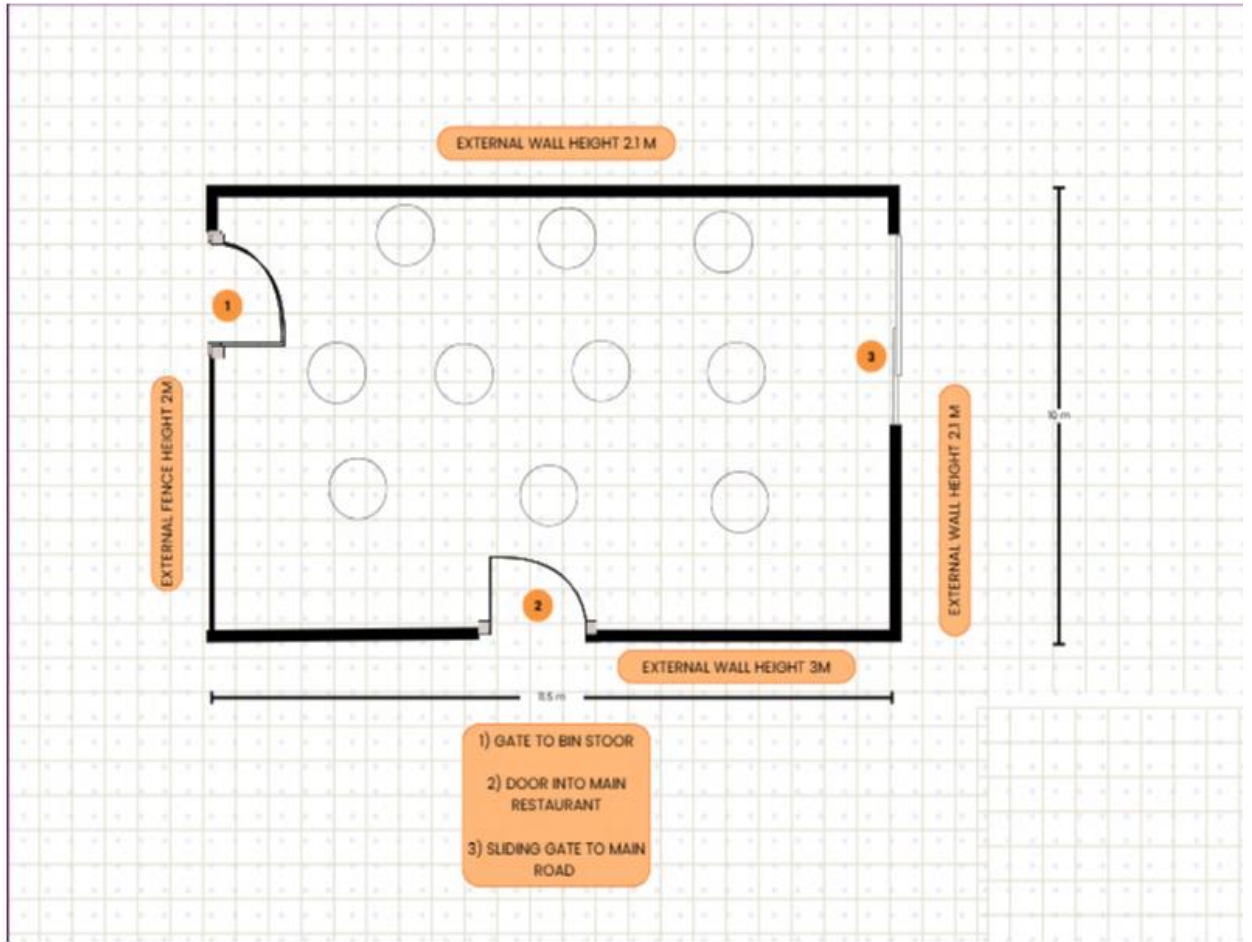 EXTERNAL WALL HEIGHT 2.1 M
1
3
EXTERNAL FENCE HEIGHT 2M
EXTERNAL WALL HEIGHT 2.1 M
10 m
2
EXTERNAL WALL HEIGHT 3M
11.5 m
1) GATE TO BIN STOOR
2) DOOR INTO MAIN
RESTAURANT
3) SLIDING GATE TO MAIN
ROAD